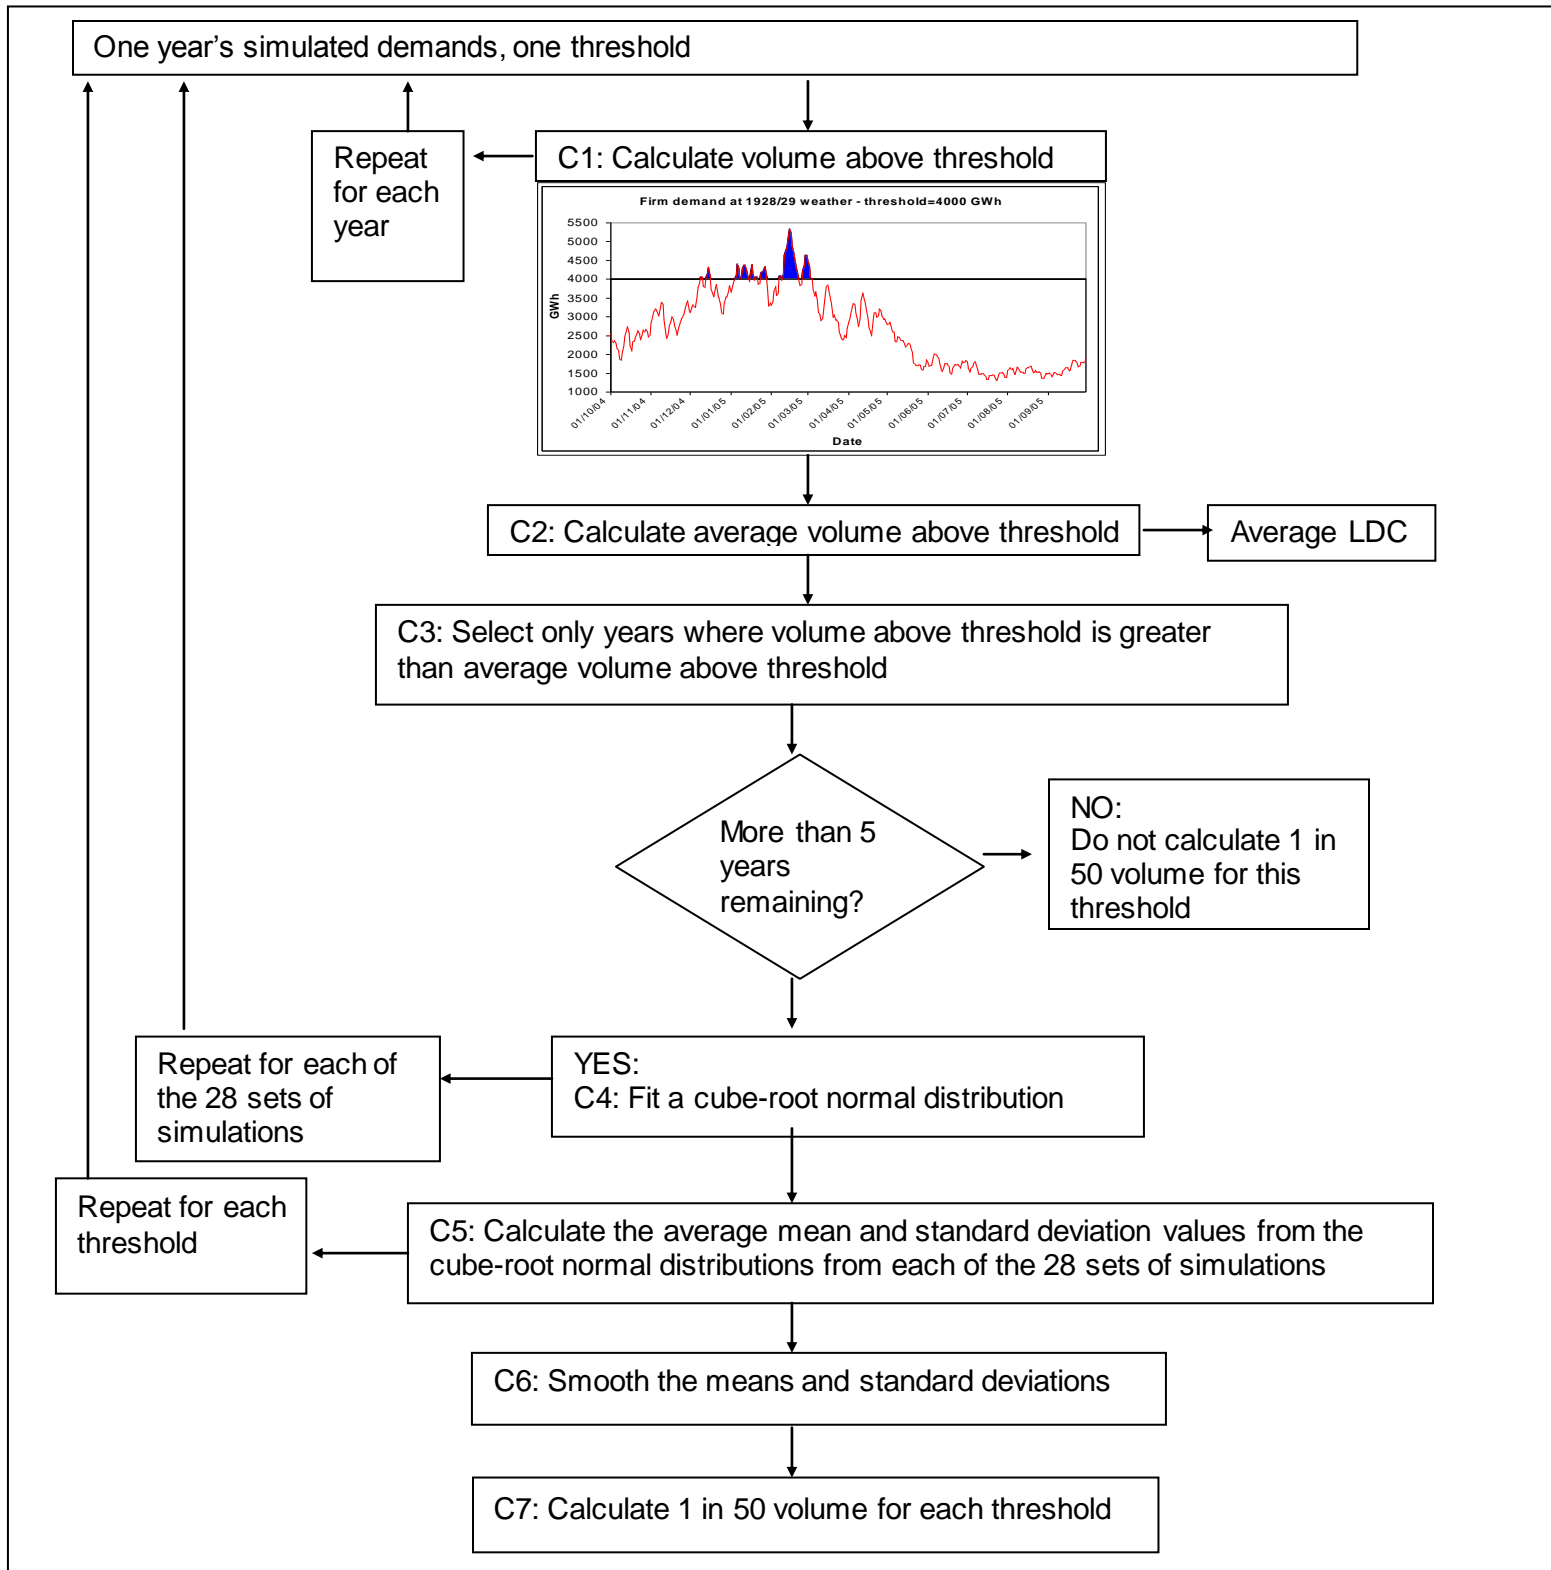 One year's simulated demands, one threshold
Repeat
for each
year
C1: Calculate volume above threshold
Firm demand at 1928/29 weather - threshold=4000 GWh
5500
5000
4500
4000
3500
3000
2500
2000
1500
1000
GWh
01/10/04
01/11/04
01/12/04
01/01/05
01/02/05
01/03/05
01/04/05
01/05/05
01/06/05
01/07/05
01/08/05
01/09/05
Date
C2: Calculate average volume above threshold
Average LDC
C3: Select only years where volume above threshold is greater
than average volume above threshold
More than 5
years
remaining?
NO:
Do not calculate 1 in
50 volume for this
threshold
Repeat for each of
the 28 sets of
simulations
YES:
C4: Fit a cube-root normal distribution
Repeat for each
threshold
C5: Calculate the average mean and standard deviation values from the
cube-root normal distributions from each of the 28 sets of simulations
C6: Smooth the means and standard deviations
C7: Calculate 1 in 50 volume for each threshold